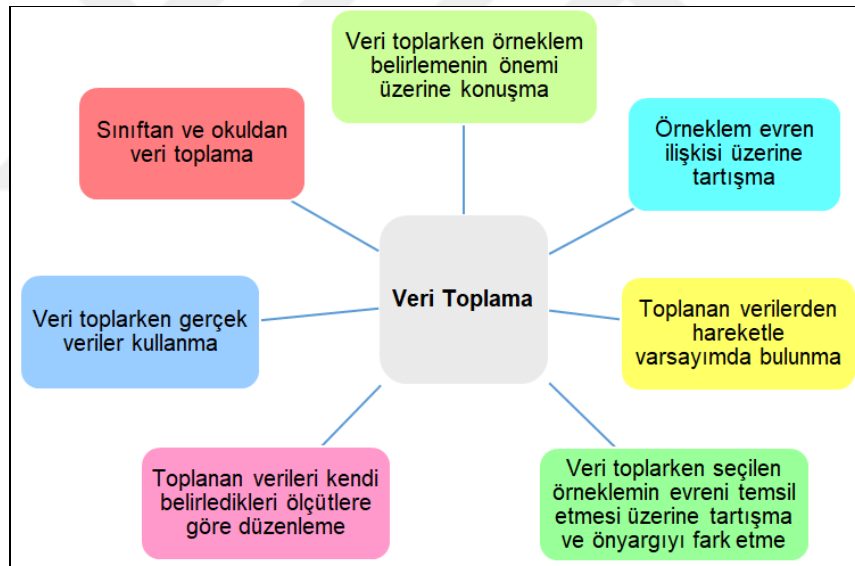 Veri toplarken örneklem
belirlemenin önemi
üzerine konuşma
Sınıftan ve okuldan
veri toplama
Örneklem evren
ilişkisi üzerine
tartışma
Veri Toplama
Veri toplarken gerçek
veriler kullanma
Toplanan verilerden
hareketle
varsayımda bulunma
Toplanan verileri kendi
belirledikleri ölçütlere
göre düzenleme
Veri toplarken seçilen
örneklemin evreni temsil
etmesi üzerine tartışma
ve önyargıyı fark etme